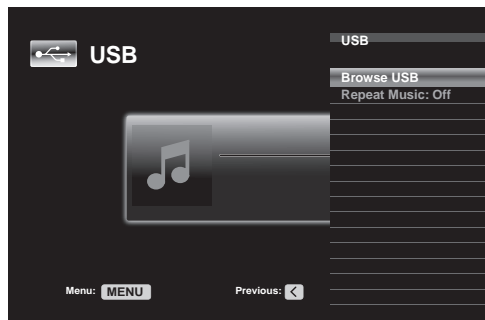 USB
USB
Browse USB
Repeat Music: Off
Menu: MENU
Previous: